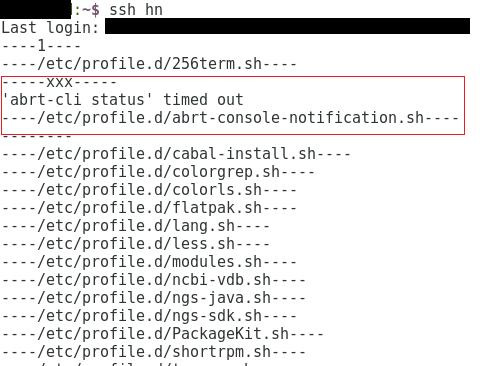 :~$ ssh hn
Last login:
----1----
----/etc/profile.d/256term.sh----
-----xxx-----
'abrt-cli status' timed out
----/etc/profile.d/abrt-console-notification.sh----
--------
----/etc/profile.d/cabal-install.sh----
----/etc/profile.d/colorgrep.sh----
----/etc/profile.d/colorls.sh----
----/etc/profile.d/flatpak.sh----
----/etc/profile.d/lang.sh----
----/etc/profile.d/less.sh----
----/etc/profile.d/modules.sh----
----/etc/profile.d/ncbi-vdb.sh----
----/etc/profile.d/ngs-java.sh----
----/etc/profile.d/ngs-sdk.sh----
----/etc/profile.d/PackageKit.sh----
----/etc/profile.d/shortrpm.sh----